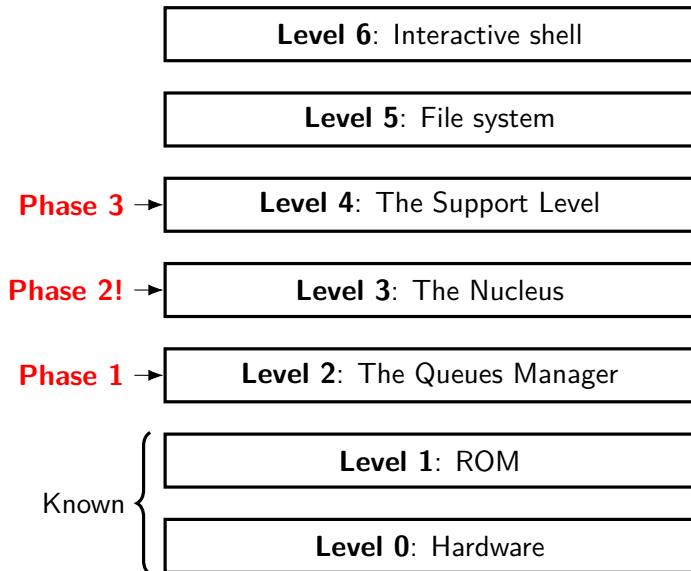 Level 6: Interactive shell
Level 5: File system
Phase 3 Level 4: The Support Level
Phase 2! Level 3: The Nucleus
Phase 1 Level 2: The Queues Manager
Level 1: ROM
Known
Level 0: Hardware